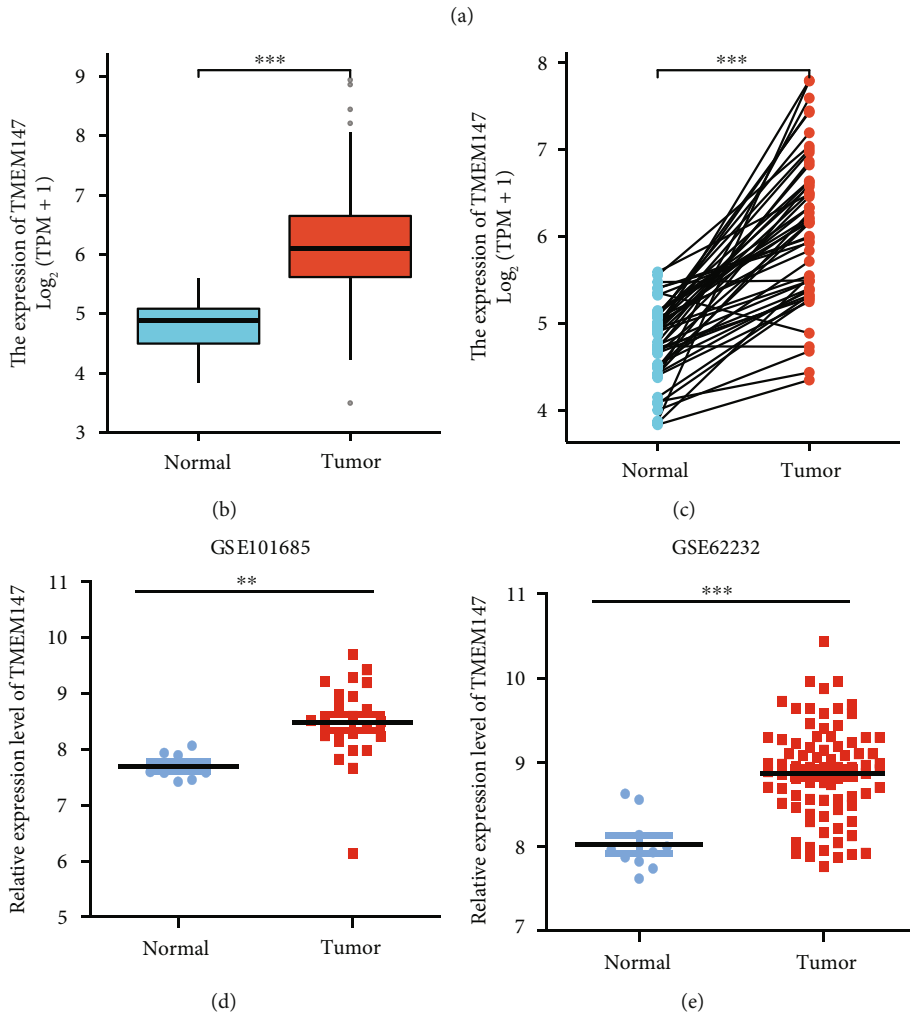 (a)
The expression of TMEM147
Log₂ (TPM + 1)
9
8
7
6
5
4
3
***
Normal
Tumor
(b)
The expression of TMEM147
Log₂ (TPM + 1)
8
7
6
5
4
***
Normal
Tumor
(c)
GSE101685
Relative expression level of TMEM147
11
10
9
8
7
6
5
**
Normal
Tumor
(d)
GSE62232
Relative expression level of TMEM147
11
10
9
8
7
***
Normal
Tumor
(e)